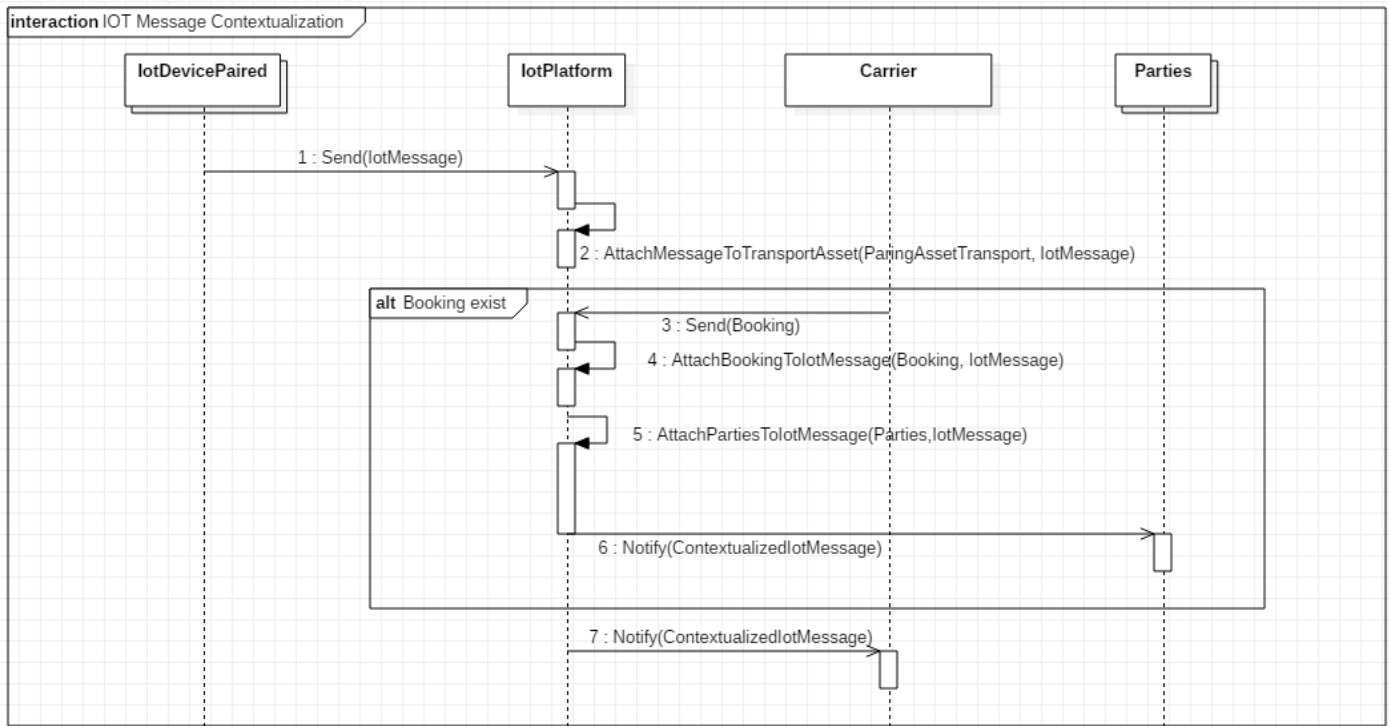 interaction IOT Message Contextualization
IotDevicePaired
IotPlatform
Carrier
Parties
1 : Send(IotMessage)
2 : AttachMessageToTransportAsset(ParingAssetTransport, IotMessage)
alt Booking exist
3 : Send(Booking)
4 : AttachBookingToIotMessage(Booking, IotMessage)
5 : AttachPartiesToIotMessage(Parties,IotMessage)
6 : Notify(ContextualizedIotMessage)
7 : Notify(ContextualizedIotMessage)